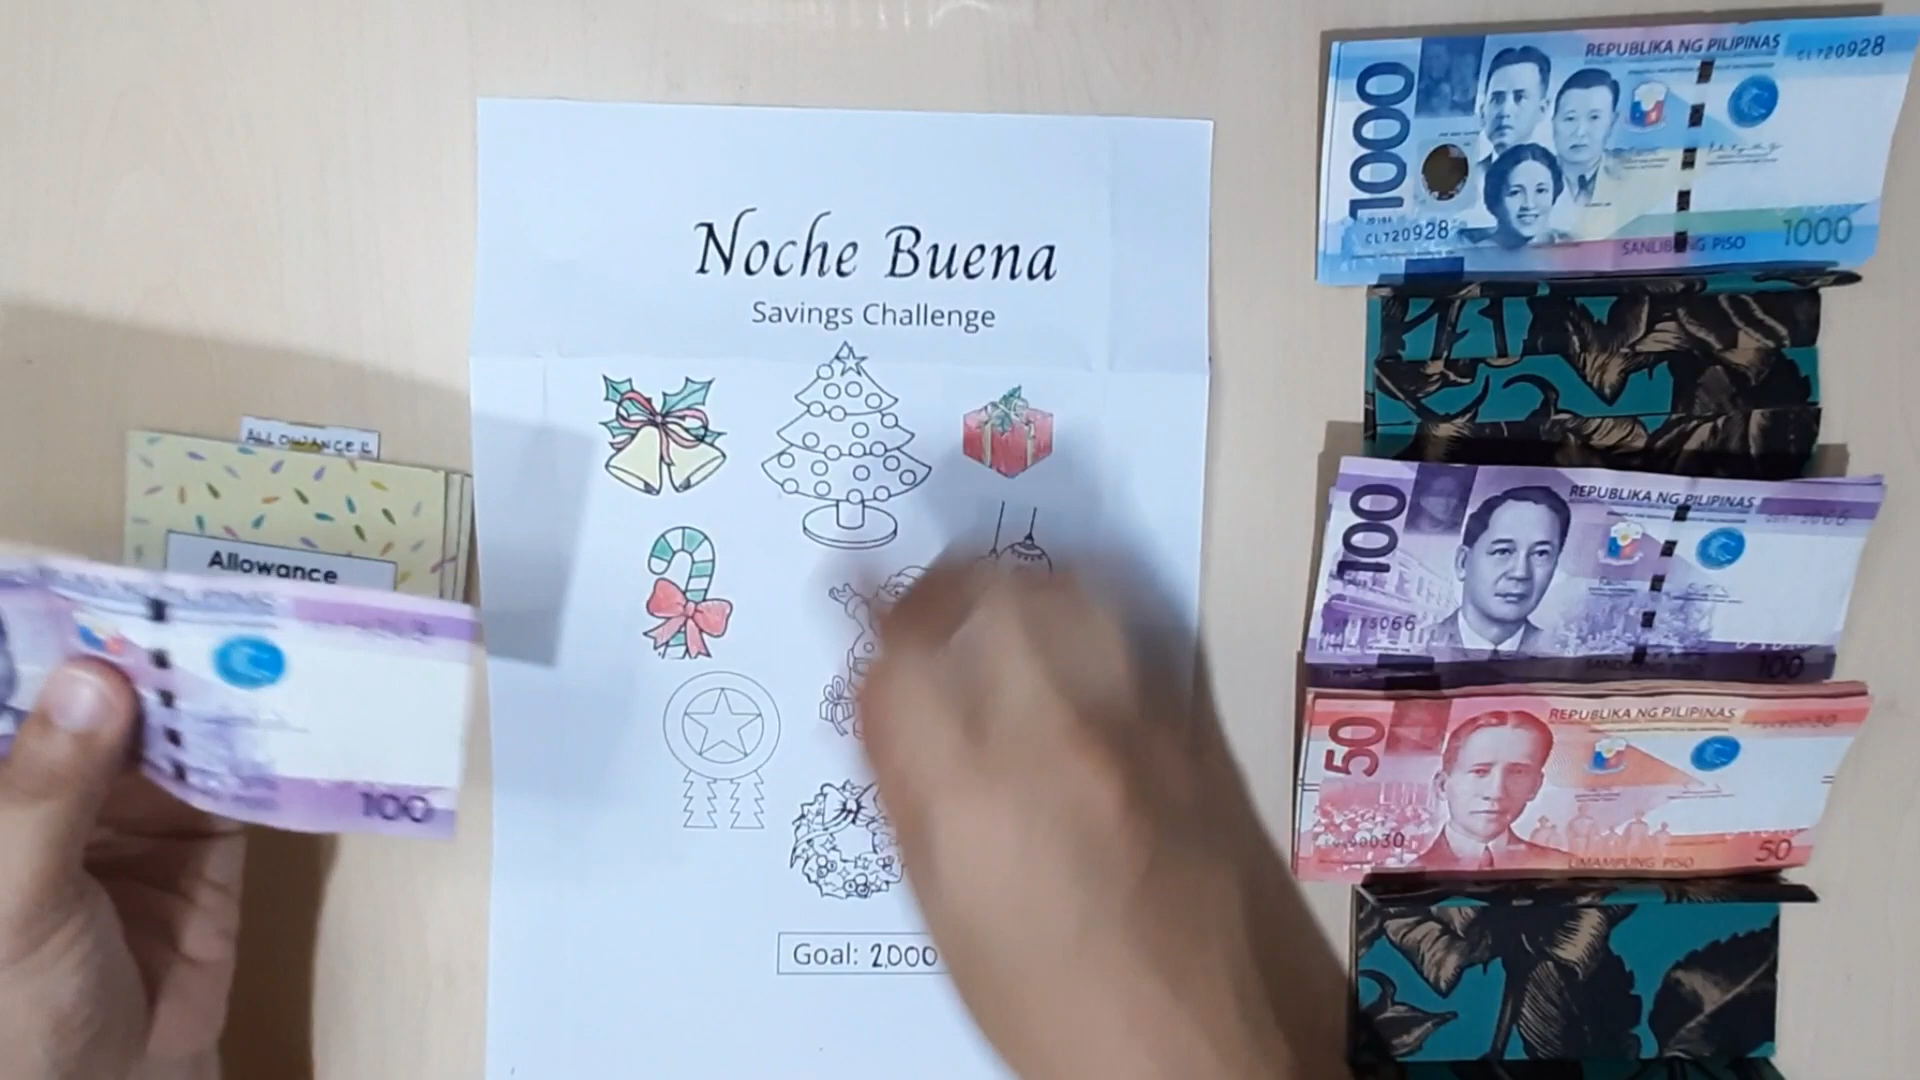 Noche Buena
Savings Challenge
Goal: 2,000
ALLOWANCE
Allowance
100
REPUBLIKA NG PILIPINAS
CL720928
1000
CL720928
SANLIBONG PISO
1000
REPUBLIKA NG PILIPINAS
100
100
REPUBLIKA NG PILIPINAS
50
LIMAMPUNG PISO
50